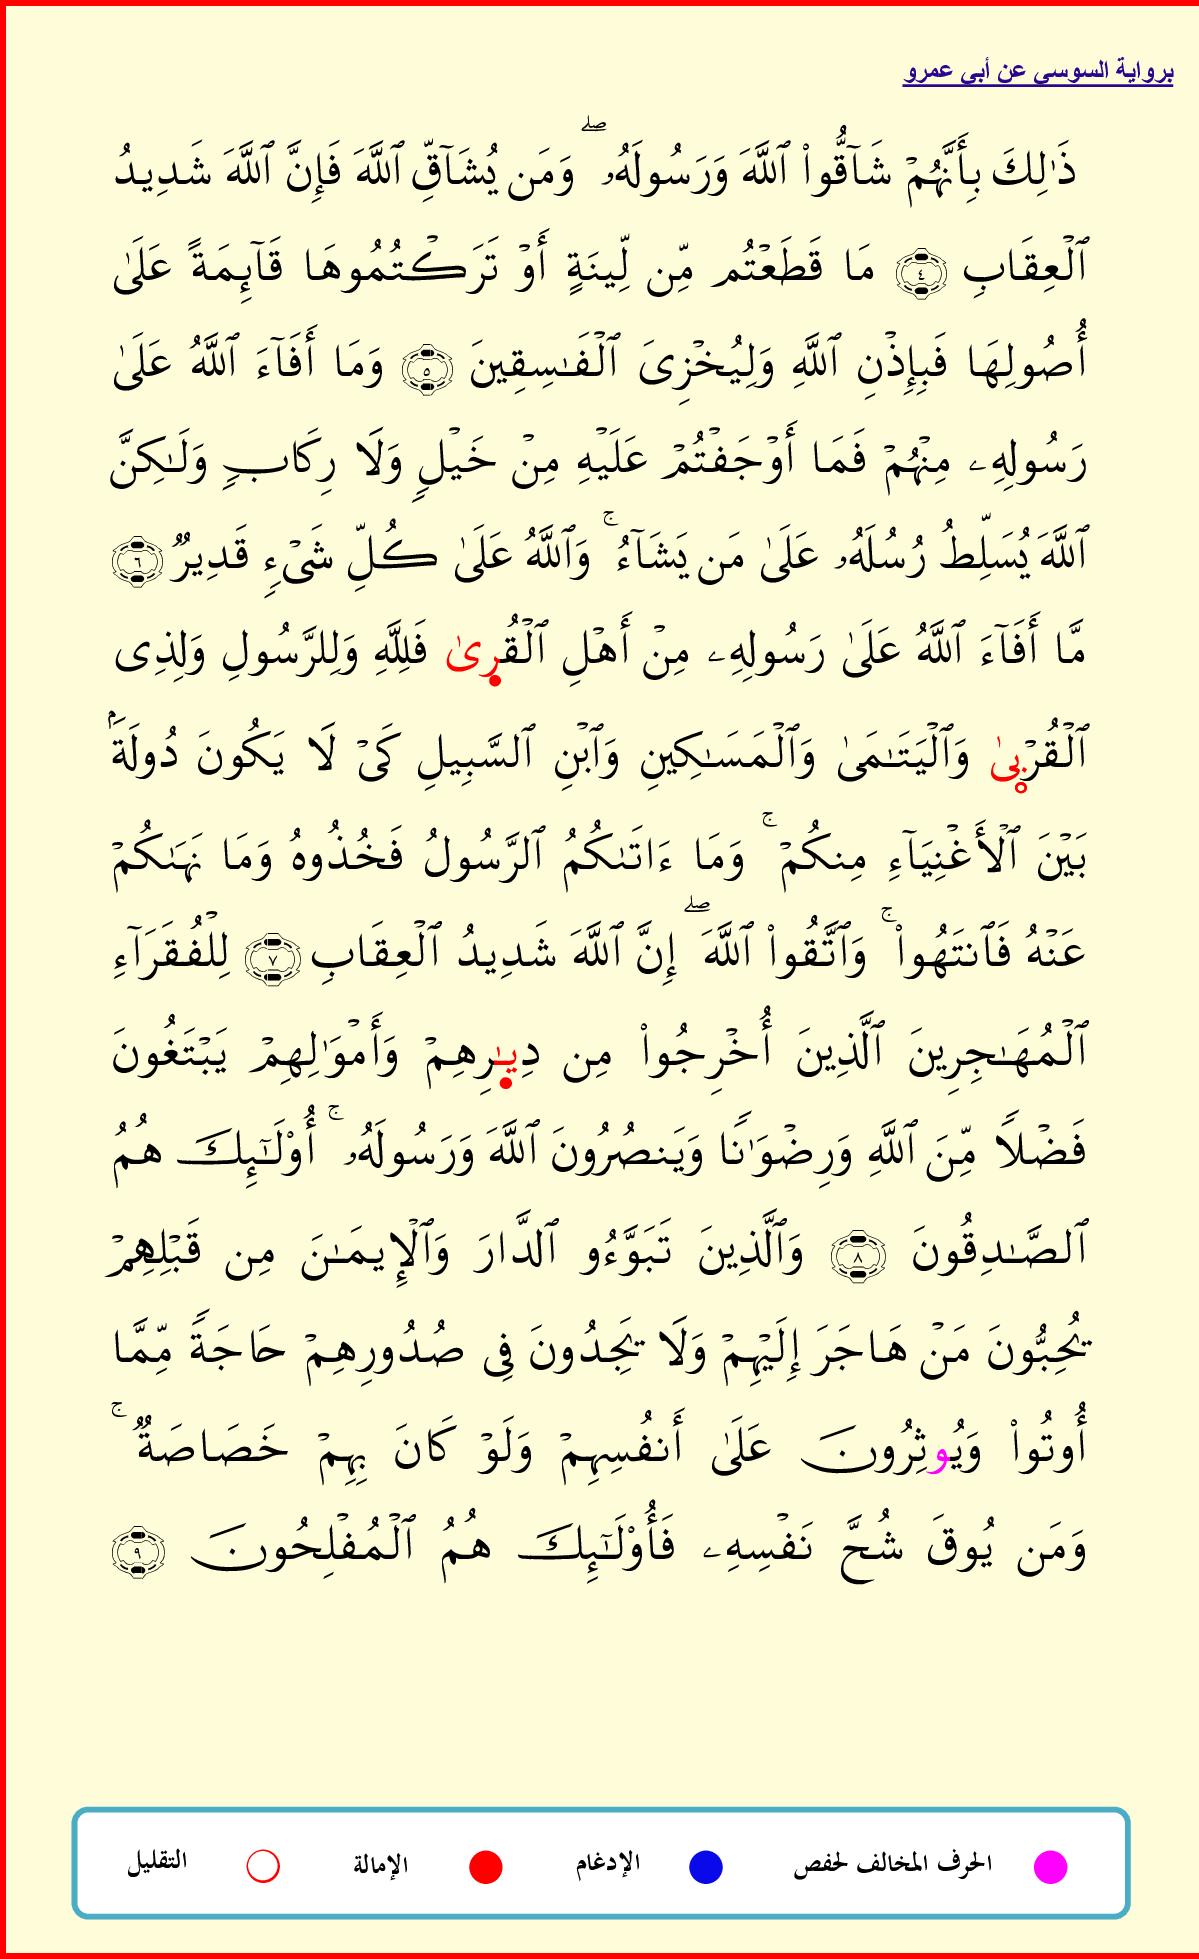 برواية السوسي عن أبي عمرو
ذَٰلِكَ بِأَنَّهُمۡ شَآقُّواْ ٱللَّهَ وَرَسُولَهُۥۖ وَمَن يُشَآقِّ ٱللَّهَ فَإِنَّ ٱللَّهَ شَدِيدُ
ٱلۡعِقَابِ ٤ مَا قَطَعۡتُم مِّن لِّينَةٍ أَوۡ تَرَكۡتُمُوهَا قَآئِمَةً عَلَىٰٓ
أُصُولِهَا فَبِإِذۡنِ ٱللَّهِ وَلِيُخۡزِيَ ٱلۡفَٰسِقِينَ ٥ وَمَا أَفَآءَ ٱللَّهُ عَلَىٰ
رَسُولِهِۦ مِنۡهُمۡ فَمَا أَوۡجَفۡتُمۡ عَلَيۡهِ مِنۡ خَيۡلٍ وَلَا رِكَابٍ وَلَٰكِنَّ
ٱللَّهَ يُسَلِّطُ رُسُلَهُۥ عَلَىٰ مَن يَشَآءُۚ وَٱللَّهُ عَلَىٰ كُلِّ شَيۡءٍ قَدِيرٌ ٦
مَّا أَفَآءَ ٱللَّهُ عَلَىٰ رَسُولِهِۦ مِنۡ أَهۡلِ ٱلۡقُرىٰ فَلِلَّهِ وَلِلرَّسُولِ وَلِذِي
ٱلۡقُرۡبىٰ وَٱلۡيَتَٰمَىٰ وَٱلۡمَسَٰكِينِ وَٱبۡنِ ٱلسَّبِيلِ كَيۡ لَا يَكُونَ دُولَةَۢ
بَيۡنَ ٱلۡأَغۡنِيَآءِ مِنكُمۡۚ وَمَا ءَاتَىٰكُمُ ٱلرَّسُولُ فَخُذُوهُ وَمَا نَهَىٰكُمۡ
عَنۡهُ فَٱنتَهُواْۚ وَٱتَّقُواْ ٱللَّهَۖ إِنَّ ٱللَّهَ شَدِيدُ ٱلۡعِقَابِ ٧ لِلۡفُقَرَآءِ
ٱلۡمُهَٰجِرِينَ ٱلَّذِينَ أُخۡرِجُواْ مِن دِيٰرِهِمۡ وَأَمۡوَٰلِهِمۡ يَبۡتَغُونَ
فَضۡلًا مِّنَ ٱللَّهِ وَرِضۡوَٰنًا وَيَنصُرُونَ ٱللَّهَ وَرَسُولَهُۥۚ أُوْلَٰٓئِكَ هُمُ
ٱلصَّٰدِقُونَ ٨ وَٱلَّذِينَ تَبَوَّءُو ٱلدَّارَ وَٱلۡإِيمَٰنَ مِن قَبۡلِهِمۡ
يُحِبُّونَ مَنۡ هَاجَرَ إِلَيۡهِمۡ وَلَا يَجِدُونَ فِي صُدُورِهِمۡ حَاجَةً مِّمَّا
أُوتُواْ وَيُوثِرُونَ عَلَىٰ أَنفُسِهِمۡ وَلَوۡ كَانَ بِهِمۡ خَصَاصَةٌۚ
وَمَن يُوقَ شُحَّ نَفۡسِهِۦ فَأُوْلَٰٓئِكَ هُمُ ٱلۡمُفۡلِحُونَ ٩
الحرف المخالف لحفص الإدغام الإمالة التقليل